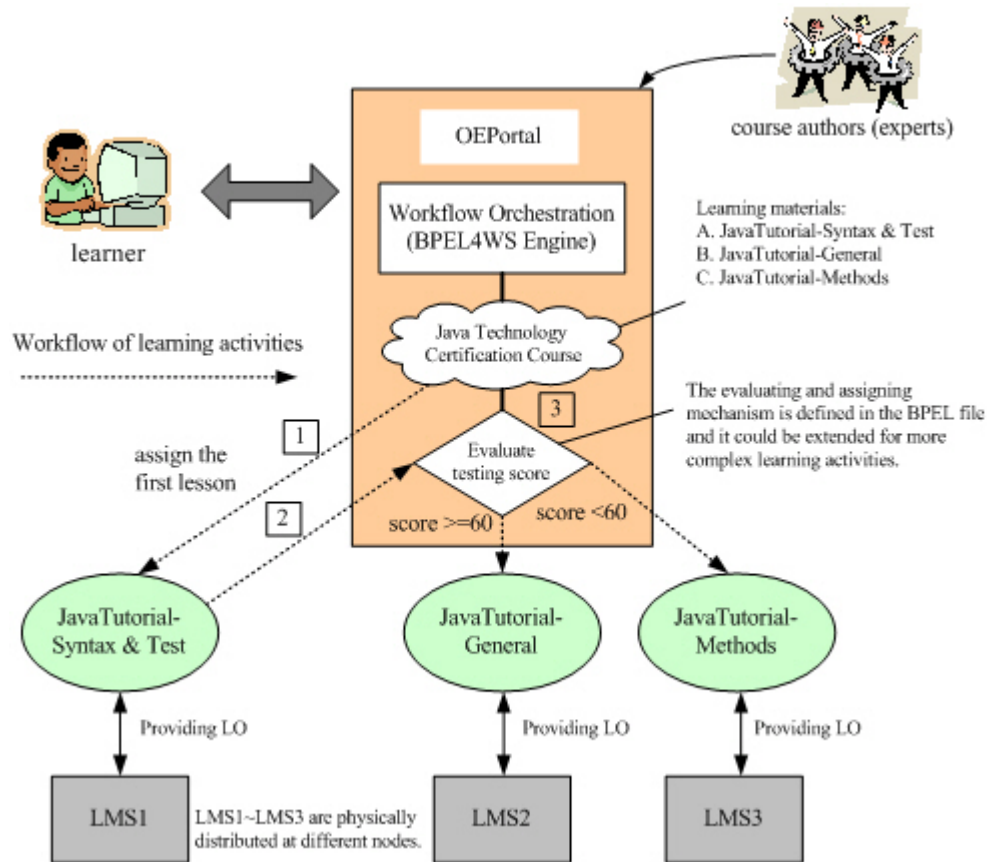 course authors (experts)
OEPortal
learner
Workflow Orchestration
(BPEL4WS Engine)
Learning materials:
A. JavaTutorial-Syntax & Test
B. JavaTutorial-General
C. JavaTutorial-Methods
Workflow of learning activities
Java Technology
Certification Course
The evaluating and assigning
mechanism is defined in the BPEL file
and it could be extended for more
complex learning activities.
3
1
assign the
first lesson
Evaluate
testing score
2
score >=60
score <60
JavaTutorial-
Syntax & Test
JavaTutorial-
General
JavaTutorial-
Methods
Providing LO
Providing LO
Providing LO
LMS1
LMS1~LMS3 are physically
distributed at different nodes.
LMS2
LMS3